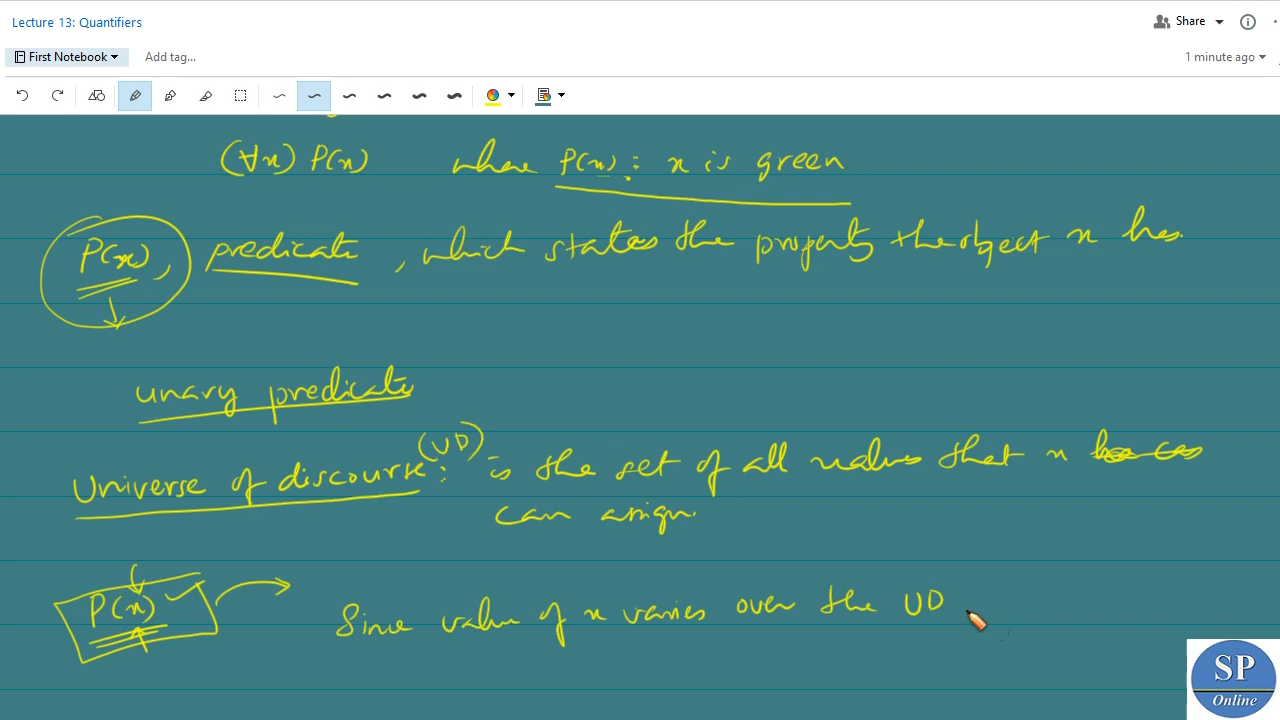 Lecture 13: Quantifiers
Share
First Notebook
Add tag...
1 minute ago
(∀x) P(x) where P(x) : x is green
P(x), predicate, which states the property the object x has.
unary predicate
(UD)
Universe of discourse : is the set of all values that x
can assign.
P(x)
Since value of x varies over the UD
SP
Online